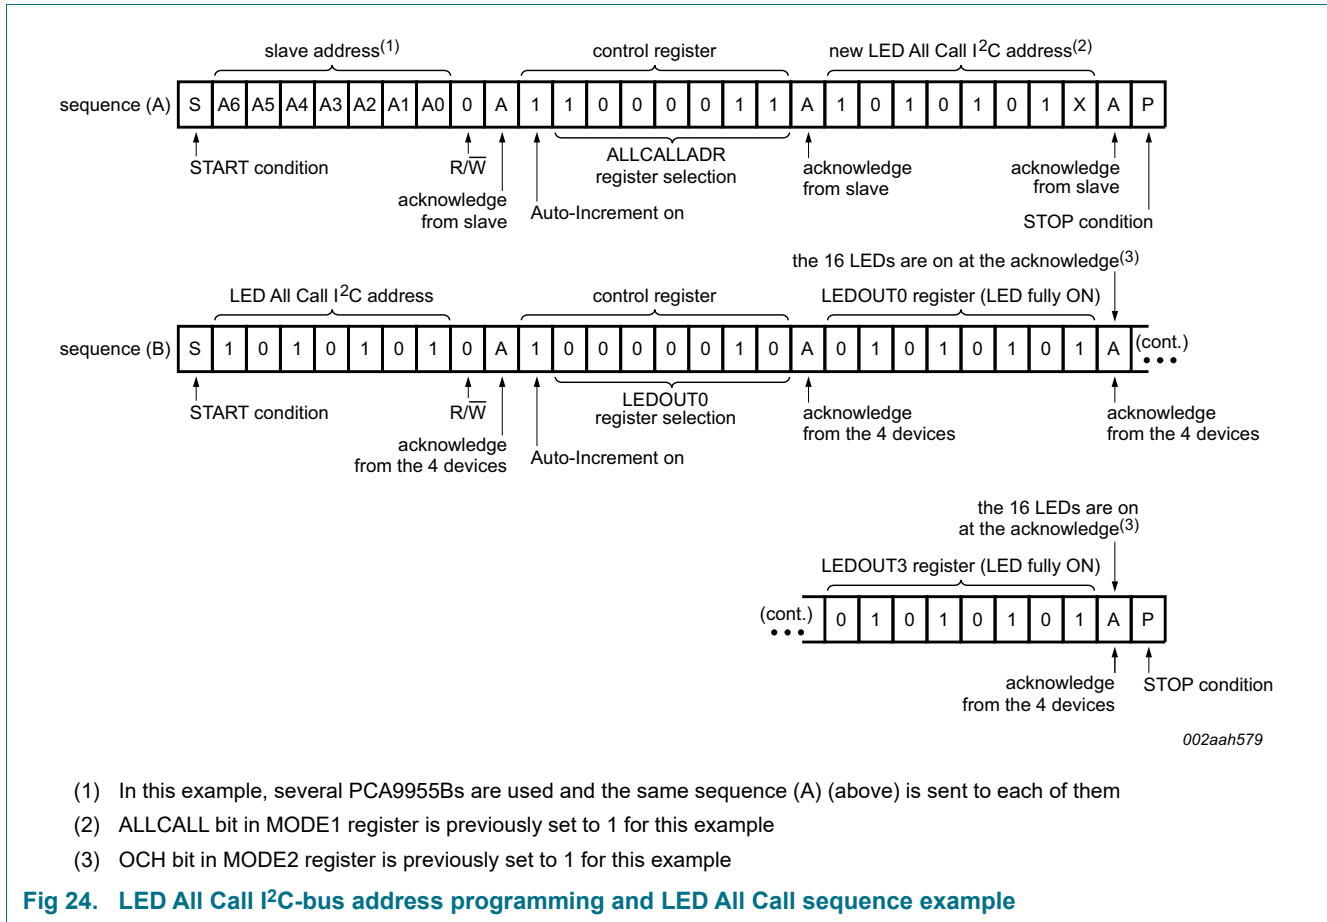 slave address(1) control register new LED All Call I2C address(2)
sequence (A) S A6 A5 A4 A3 A2 A1 A0 0 A 1 1 0 0 0 0 1 1 A 1 0 1 0 1 0 1 X A P
START condition R/W ALLCALLADR acknowledge acknowledge
register selection from slave from slave
acknowledge
from slave Auto-Increment on STOP condition
the 16 LEDs are on at the acknowledge(3)
LED All Call I2C address control register LEDOUT0 register (LED fully ON)
sequence (B) S 1 0 1 0 1 0 1 0 A 1 0 0 0 0 0 1 0 A 0 1 0 1 0 1 0 1 A (cont.)
START condition R/W LEDOUT0 acknowledge acknowledge
register selection from the 4 devices from the 4 devices
acknowledge
from the 4 devices Auto-Increment on
the 16 LEDs are on
at the acknowledge(3)
LEDOUT3 register (LED fully ON)
(cont.) 0 1 0 1 0 1 0 1 A P
acknowledge STOP condition
from the 4 devices
002aah579
(1) In this example, several PCA9955Bs are used and the same sequence (A) (above) is sent to each of them
(2) ALLCALL bit in MODE1 register is previously set to 1 for this example
(3) OCH bit in MODE2 register is previously set to 1 for this example
Fig 24. LED All Call I2C-bus address programming and LED All Call sequence example